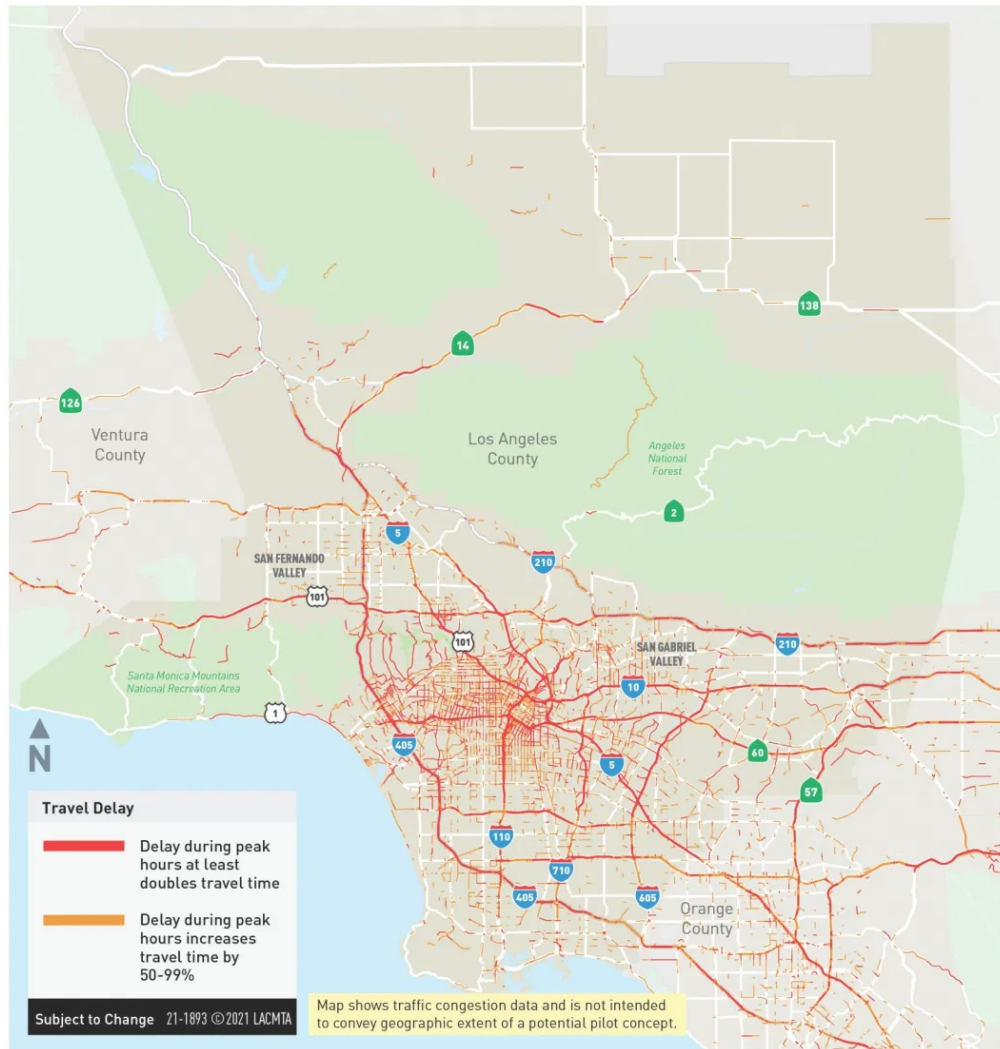 138
14
126
Ventura
County
Los Angeles
County
Angeles
National
Forest
2
5
SAN FERNANDO
VALLEY
210
101
101
SAN GABRIEL
VALLEY
210
Santa Monica Mountains
National Recreation Area
10
1
N
405
60
5
57
110
710
405
605
Orange
County
Travel Delay
Delay during peak
hours at least
doubles travel time
Delay during peak
hours increases
travel time by
50-99%
Subject to Change 21-1893 ©2021 LACMTA
Map shows traffic congestion data and is not intended
to convey geographic extent of a potential pilot concept.